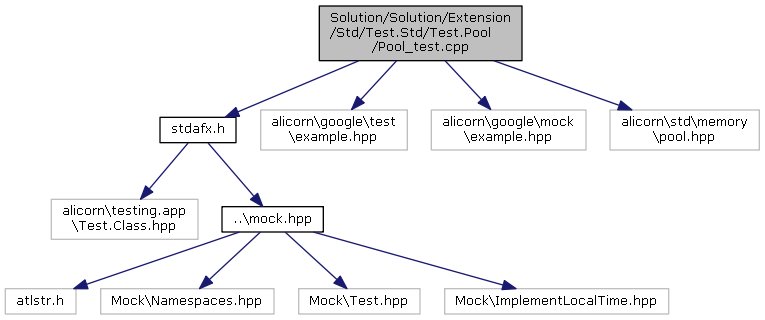 Solution/Solution/Extension
/Std/Test.Std/Test.Pool
/Pool_test.cpp
stdafx.h
alicorn\google\test
\example.hpp
alicorn\google\mock
\example.hpp
alicorn\std\memory
\pool.hpp
alicorn\testing.app
\Test.Class.hpp
..\mock.hpp
atlstr.h
Mock\Namespaces.hpp
Mock\Test.hpp
Mock\ImplementLocalTime.hpp